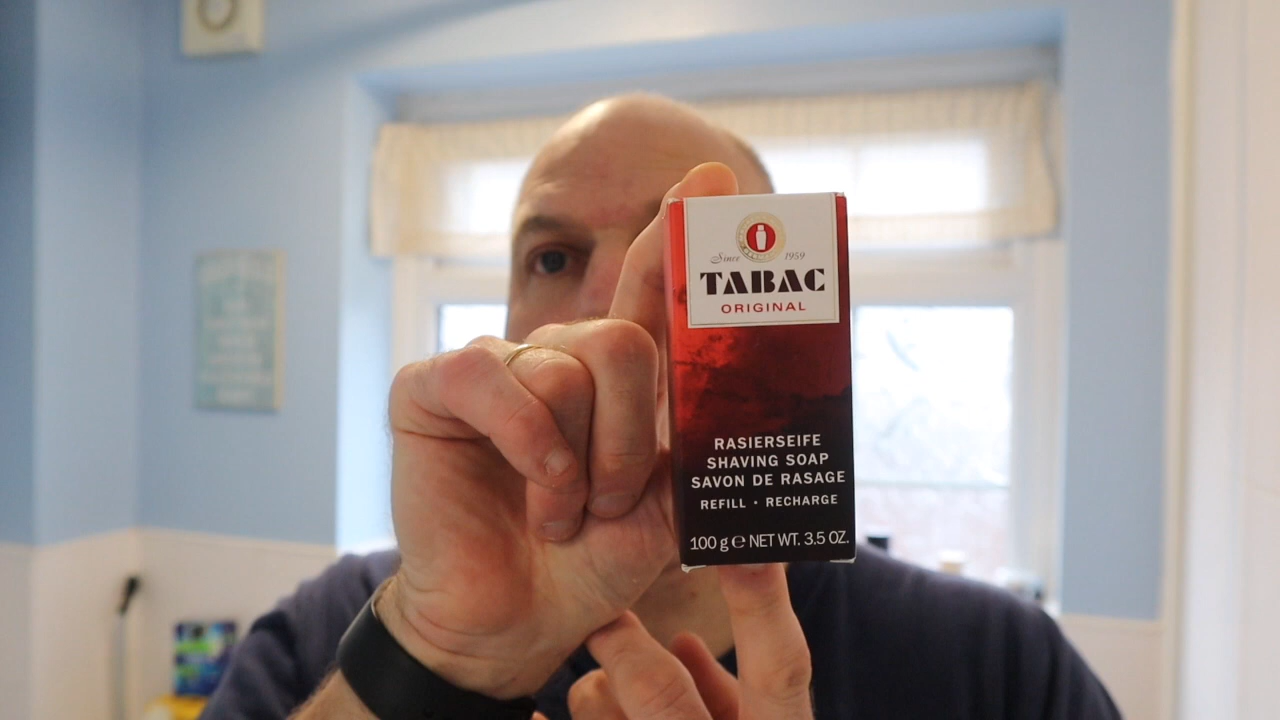 Since 1959
TABAC
ORIGINAL
RASIERSEIFE
SHAVING SOAP
SAVON DE RASAGE
REFILL • RECHARGE
100 g ℮ NET WT. 3.5 OZ.